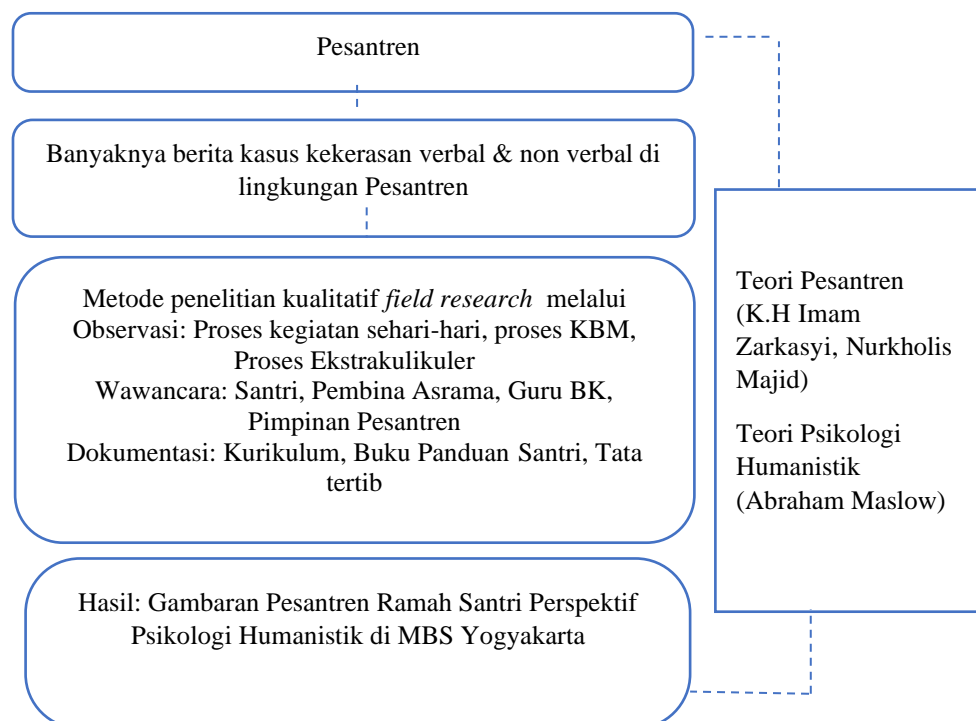 Pesantren
Banyaknya berita kasus kekerasan verbal & non verbal di
lingkungan Pesantren
Metode penelitian kualitatif field research melalui
Observasi: Proses kegiatan sehari-hari, proses KBM,
Proses Ekstrakulikuler
Wawancara: Santri, Pembina Asrama, Guru BK,
Pimpinan Pesantren
Dokumentasi: Kurikulum, Buku Panduan Santri, Tata
tertib
Hasil: Gambaran Pesantren Ramah Santri Perspektif
Psikologi Humanistik di MBS Yogyakarta
Teori Pesantren
(K.H Imam
Zarkasyi, Nurkholis
Majid)
Teori Psikologi
Humanistik
(Abraham Maslow)